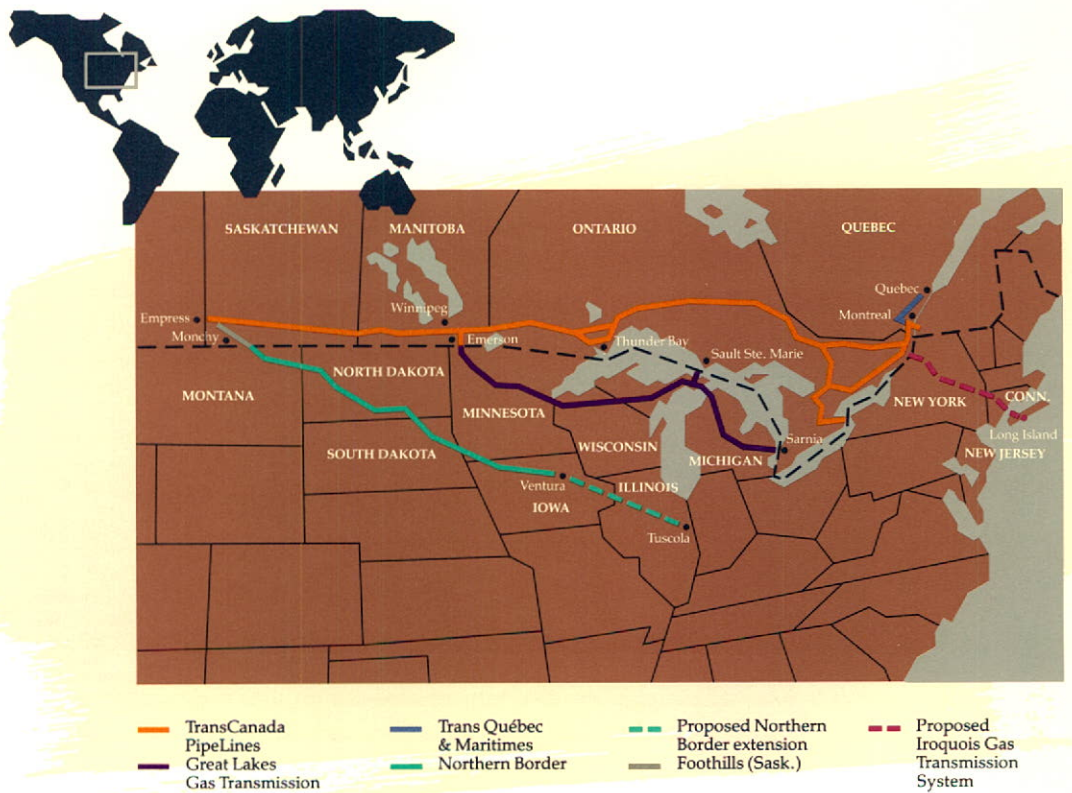 SASKATCHEWAN
MANITOBA
ONTARIO
QUEBEC
Quebec
Winnipeg
Empress
Montreal
Monchy
Emerson
Thunder Bay
Sault Ste. Marie
NORTH DAKOTA
MONTANA
MINNESOTA
NEW YORK
CONN.
Long Island
WISCONSIN
Sarnia
SOUTH DAKOTA
MICHIGAN
NEW JERSEY
Ventura
ILLINOIS
IOWA
Tuscola
TransCanada
PipeLines
Great Lakes
Gas Transmission
Trans Québec
& Maritimes
Northern Border
Proposed Northern
Border extension
Foothills (Sask.)
Proposed
Iroquois Gas
Transmission
System